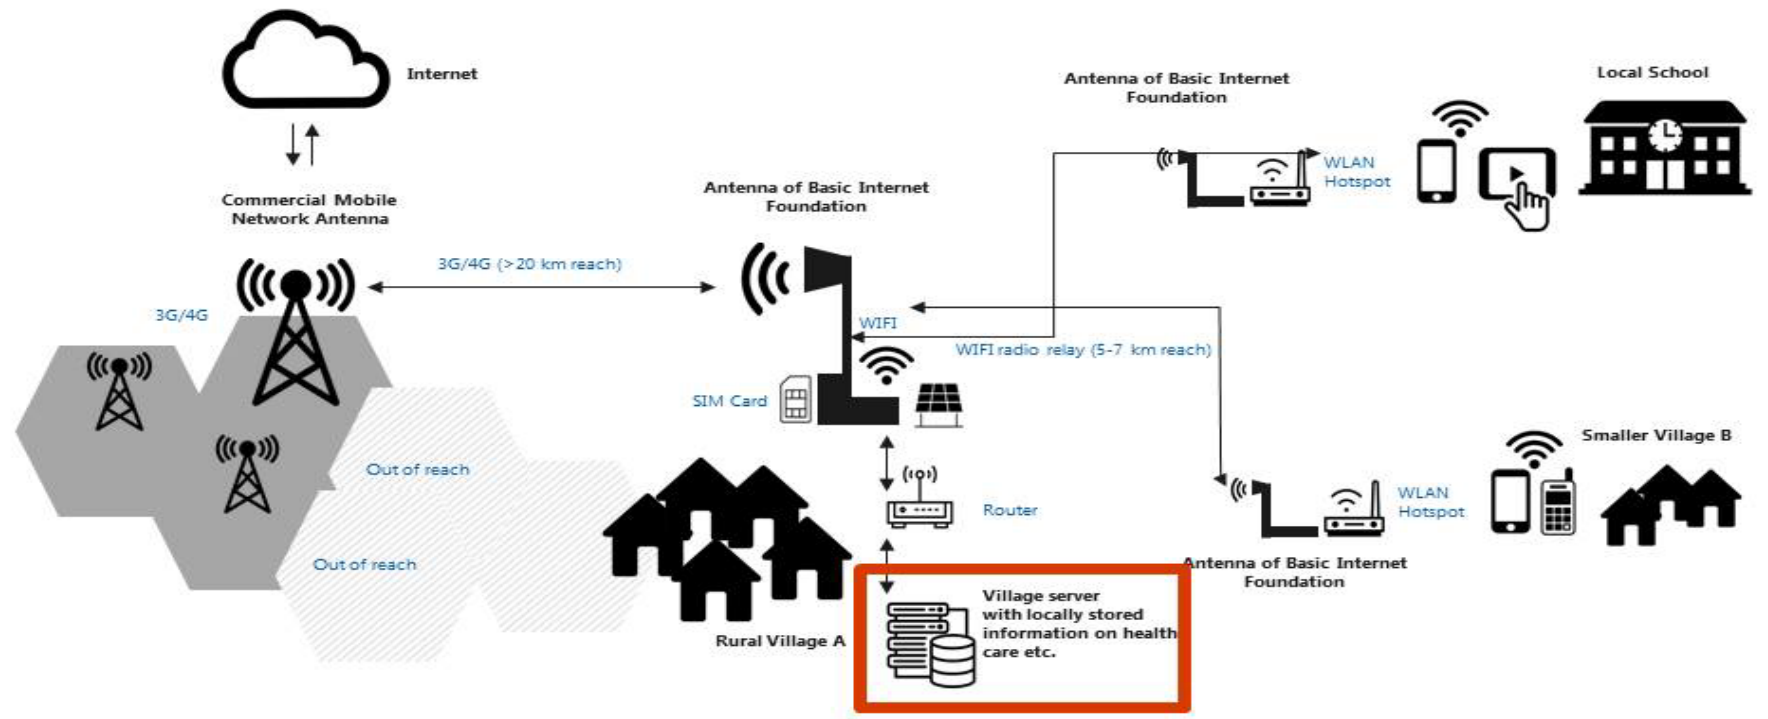 Internet
Commercial Mobile
Network Antenna
3G/4G
Out of reach
Out of reach
3G/4G (>20 km reach)
Antenna of Basic Internet
Foundation
WIFI
WIFI radio relay (5-7 km reach)
SIM Card
Router
Rural Village A
Village server
with locally stored
information on health
care etc.
Antenna of Basic Internet
Foundation
WLAN
Hotspot
Local School
Smaller Village B
WLAN
Hotspot
Antenna of Basic Internet
Foundation